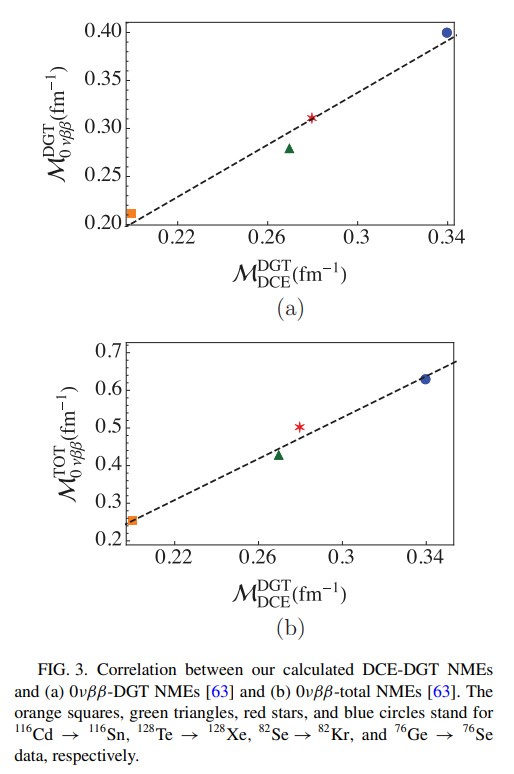 0.40
0.35
0.30
0.25
0.20
ℳ^DGT_0νββ(fm⁻¹)
0.22 0.26 0.3 0.34
ℳ^DGT_DCE(fm⁻¹)
(a)
0.7
0.6
0.5
0.4
0.3
0.2
ℳ^TOT_0νββ(fm⁻¹)
0.22 0.26 0.3 0.34
ℳ^DGT_DCE(fm⁻¹)
(b)
FIG. 3. Correlation between our calculated DCE-DGT NMEs
and (a) 0νββ-DGT NMEs [63] and (b) 0νββ-total NMEs [63]. The
orange squares, green triangles, red stars, and blue circles stand for
¹¹⁶Cd → ¹¹⁶Sn, ¹²⁸Te → ¹²⁸Xe, ⁸²Se → ⁸²Kr, and ⁷⁶Ge → ⁷⁶Se
data, respectively.